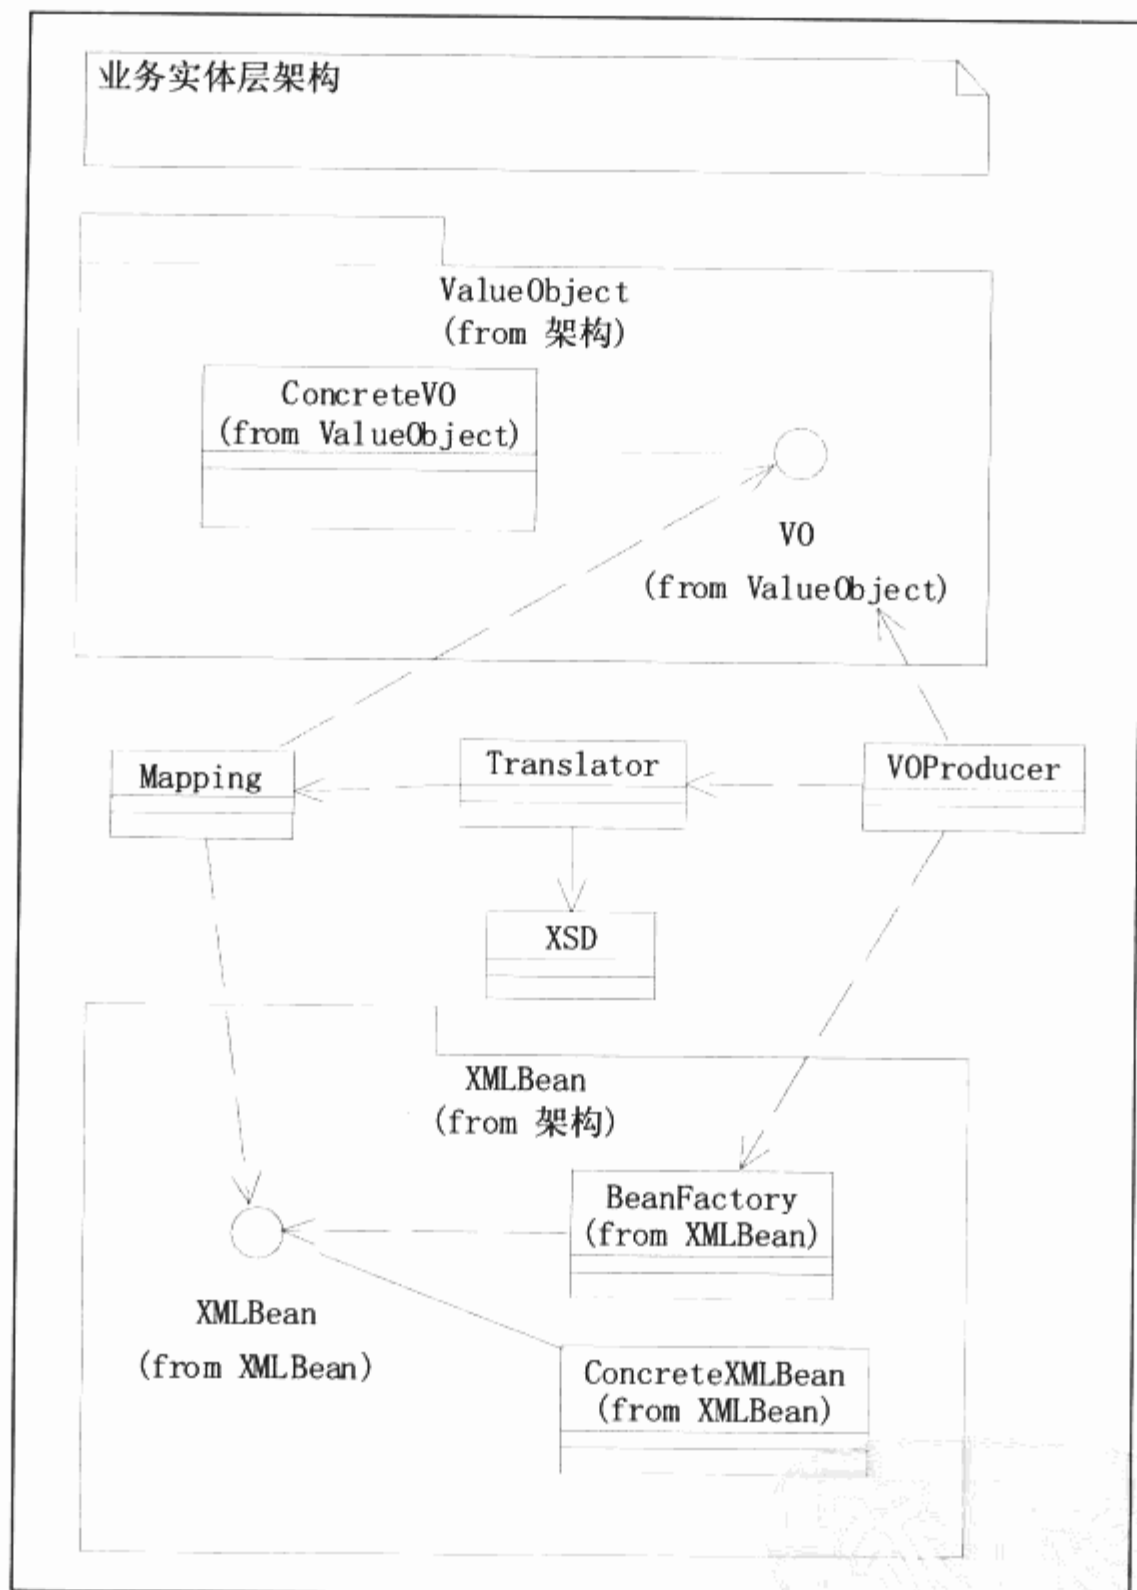 业务实体层架构
ValueObject
(from 架构)
ConcreteVO
(from ValueObject)
VO
(from ValueObject)
Mapping
Translator
VOProducer
XSD
XMLBean
(from 架构)
BeanFactory
(from XMLBean)
XMLBean
(from XMLBean)
ConcreteXMLBean
(from XMLBean)